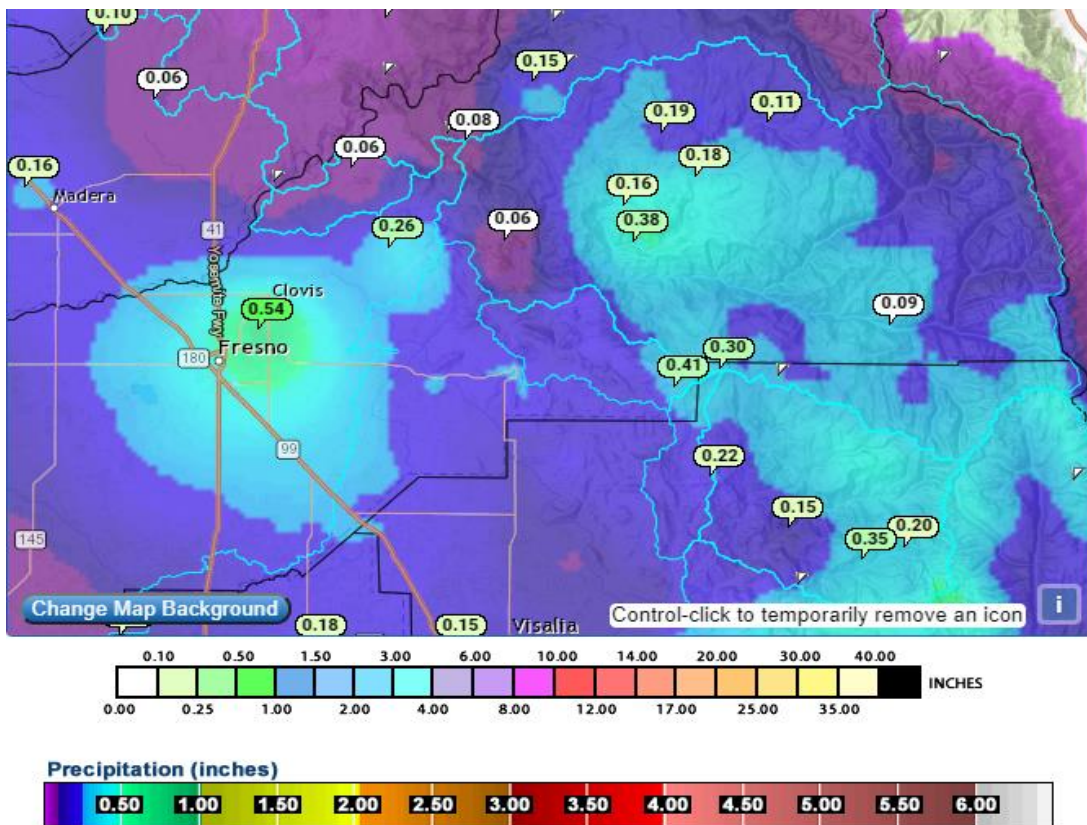 0.10
0.15
0.06
0.11
0.19
0.08
0.06
0.18
0.16
0.16
Madera
0.06
0.38
0.26
41
Yosemite Fwy
Clovis
0.54
0.09
Fresno
180
0.30
0.41
99
0.22
0.15
0.20
0.35
145
Change Map Background
Control-click to temporarily remove an icon
i
0.18
0.15
Visalia
0.10 0.50 1.50 3.00 6.00 10.00 14.00 20.00 30.00 40.00
INCHES
0.00 0.25 1.00 2.00 4.00 8.00 12.00 17.00 25.00 35.00
Precipitation (inches)
0.50 1.00 1.50 2.00 2.50 3.00 3.50 4.00 4.50 5.00 5.50 6.00